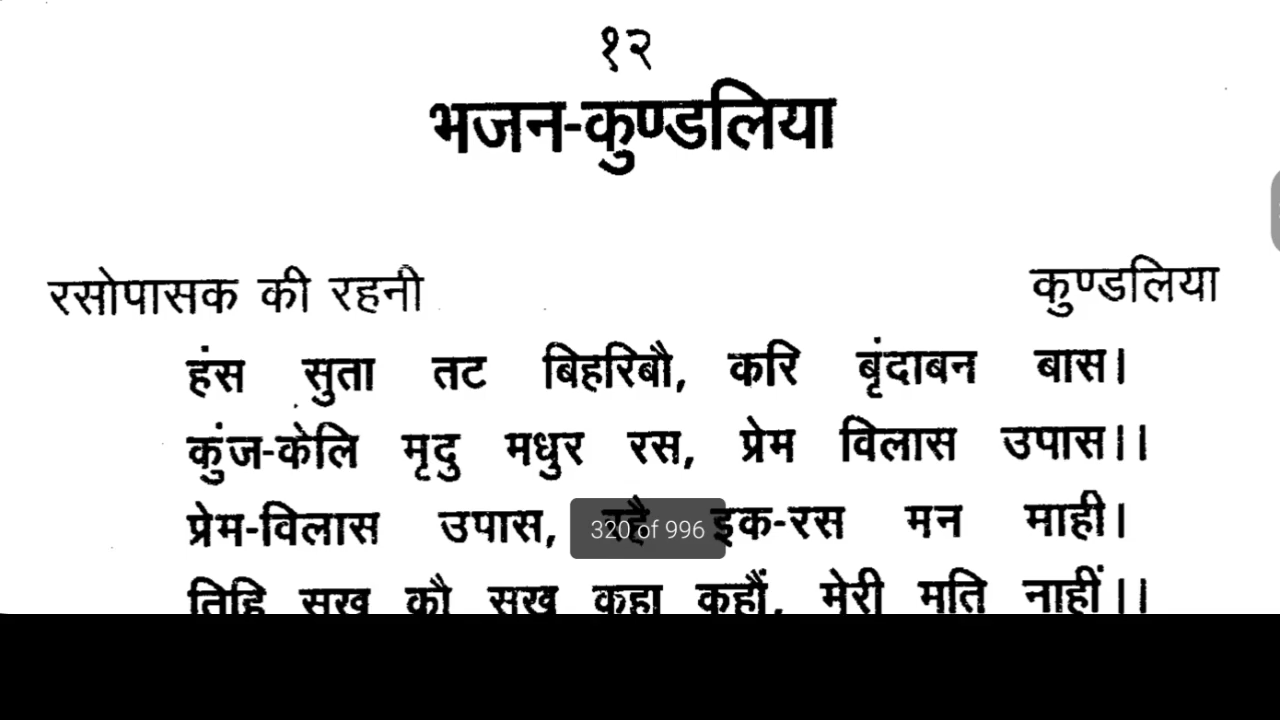 १२
भजन-कुण्डलिया
रसोपासक की रहनी कुण्डलिया
हंस सुता तट बिहरिबौ, करि बृंदाबन बास।
कुंज-केलि मृदु मधुर रस, प्रेम विलास उपास।।
प्रेम-विलास उपास, इक-रस मन माही।
320 of 996
तिहि सुख कौ सुख कहा कहौं, मेरी मति नाहीं।।